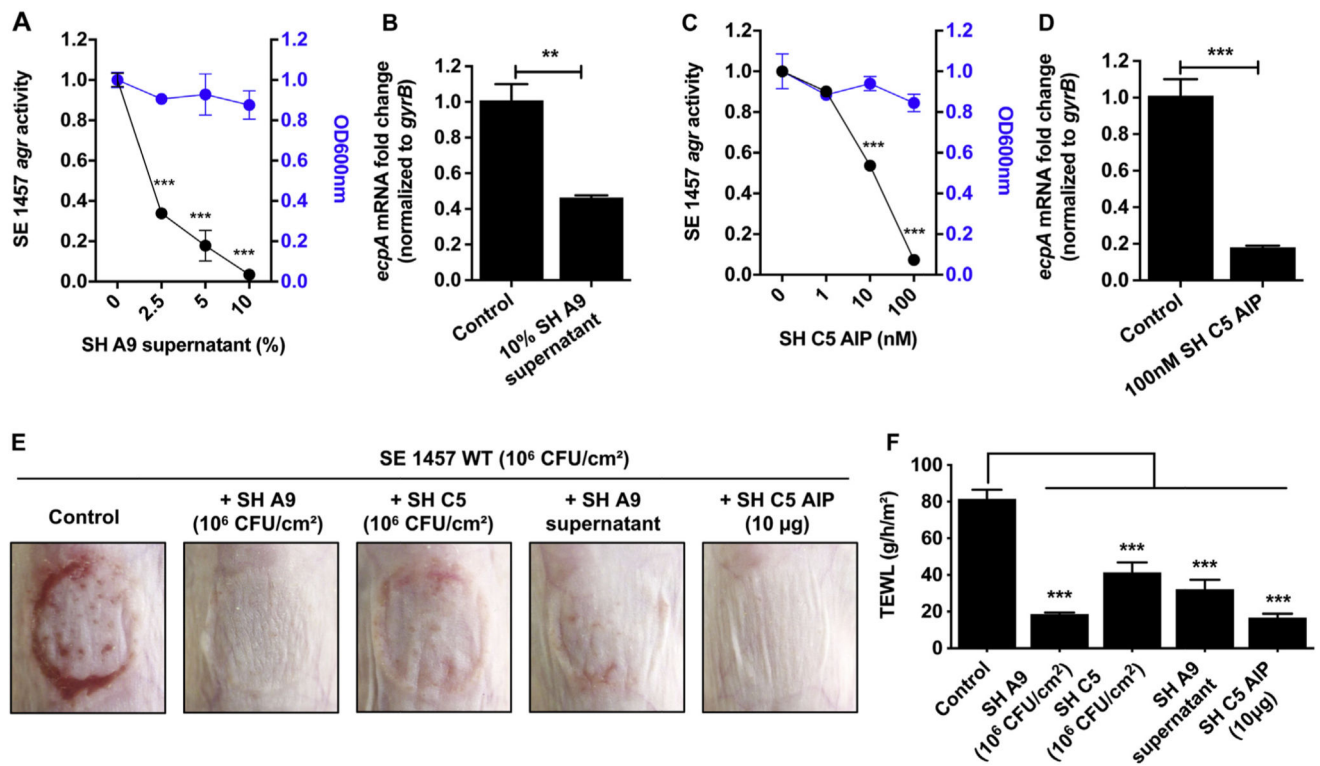 A
1.2
1.0
0.8
0.6
0.4
0.2
0.0
SE 1457 agr activity
***
***
***
1.2
1.0
0.8
0.6
0.4
0.2
0.0
OD600nm
0
2.5
5
10
SH A9 supernatant (%)
B
**
1.2
1.0
0.8
0.6
0.4
0.2
0.0
ecpA mRNA fold change
(normalized to gyrB)
Control
10% SH A9
supernatant
C
1.2
1.0
0.8
0.6
0.4
0.2
0.0
SE 1457 agr activity
***
***
1.2
1.0
0.8
0.6
0.4
0.2
0.0
OD600nm
0
1
10
100
SH C5 AIP (nM)
D
***
1.2
1.0
0.8
0.6
0.4
0.2
0.0
ecpA mRNA fold change
(normalized to gyrB)
Control
100nM SH C5 AIP
E
SE 1457 WT (10⁶ CFU/cm²)
Control
+ SH A9
(10⁶ CFU/cm²)
+ SH C5
(10⁶ CFU/cm²)
+ SH A9
supernatant
+ SH C5 AIP
(10 µg)
F
100
80
60
40
20
0
TEWL (g/h/m²)
***
***
***
***
Control
SH A9
(10⁶ CFU/cm²)
SH C5
(10⁶ CFU/cm²)
SH A9
supernatant
SH C5 AIP
(10µg)